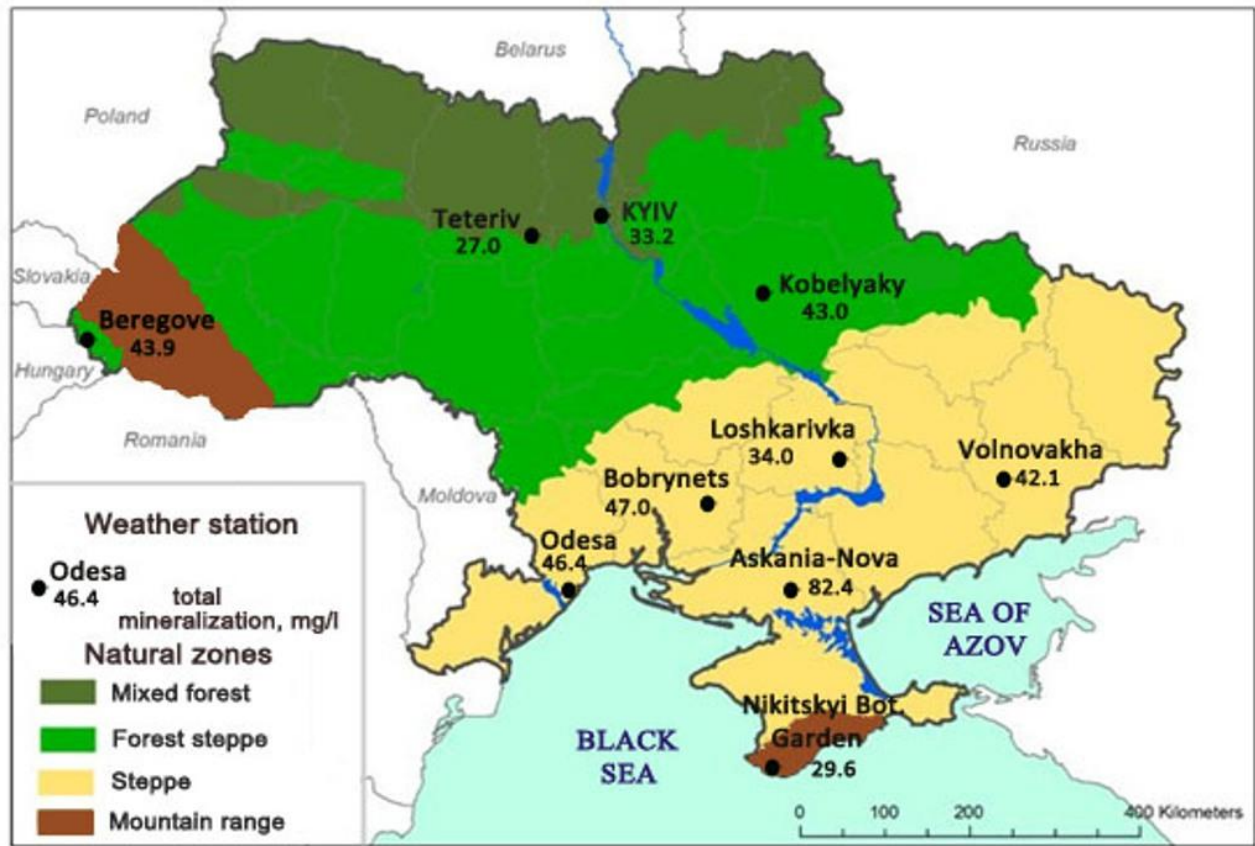 Belarus
Poland
Russia
Teteriv
27.0
KYIV
33.2
Slovakia
Kobelyaky
43.0
Beregove
43.9
Hungary
Romania
Loshkarivka
34.0
Volnovakha
42.1
Bobrynets
47.0
Moldova
Odesa
46.4
Askania-Nova
82.4
SEA OF
AZOV
Nikitskyi Bot.
Garden
29.6
BLACK
SEA
Weather station
Odesa
46.4
total
mineralization, mg/l
Natural zones
Mixed forest
Forest steppe
Steppe
Mountain range
0 100 200 400 Kilometers